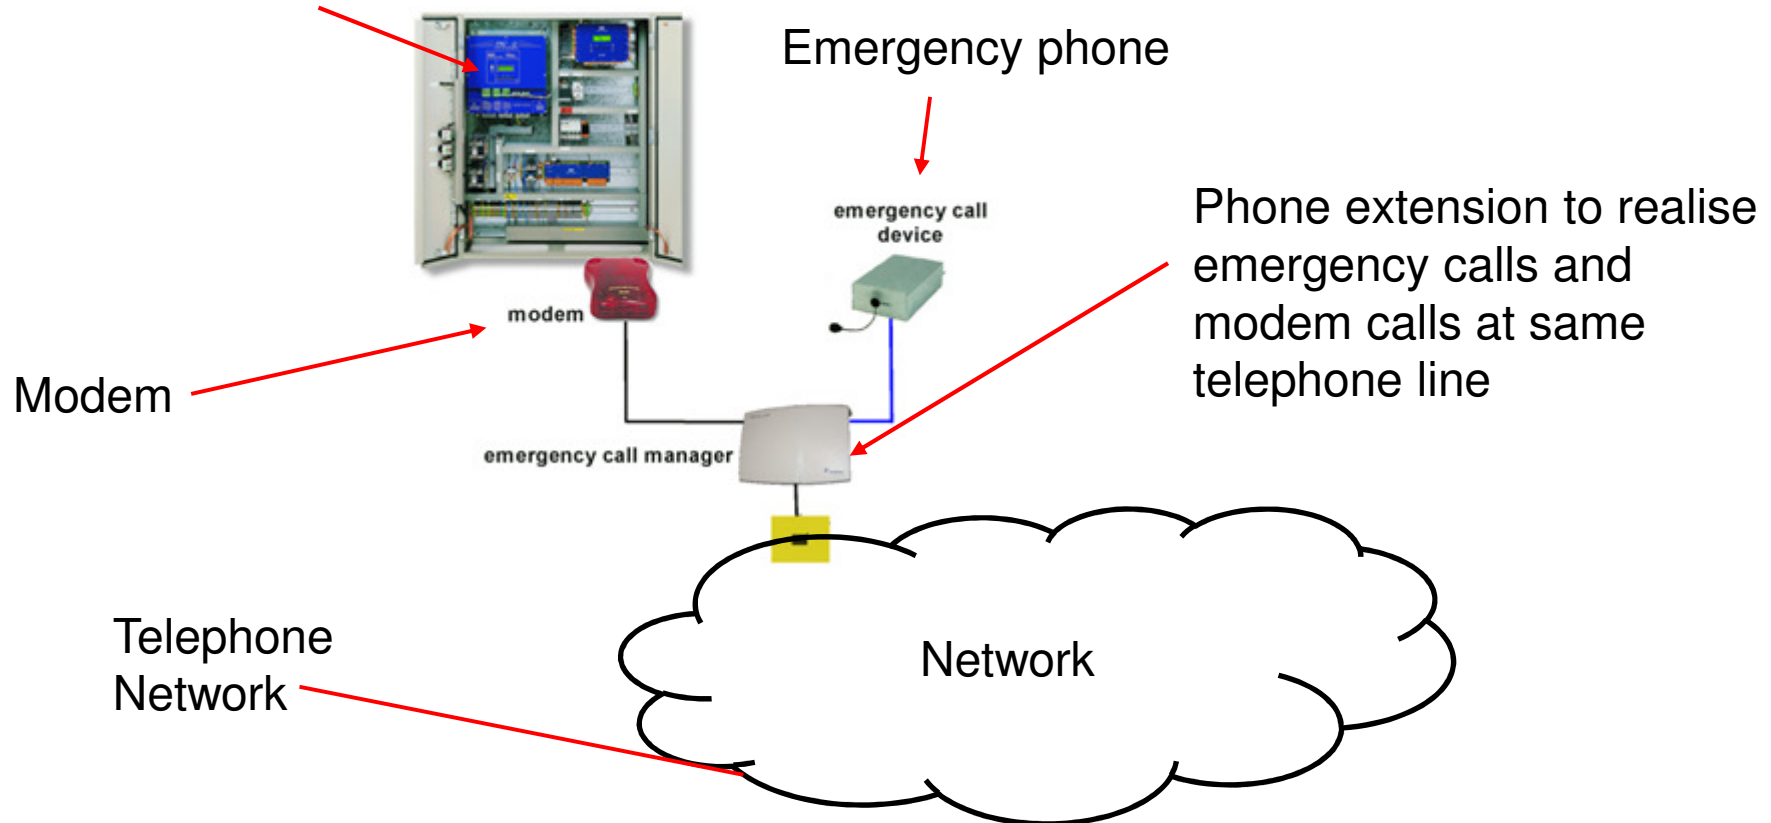 Emergency phone
emergency call
device
Phone extension to realise
emergency calls and
modem calls at same
telephone line
modem
Modem
emergency call manager
Telephone
Network
Network